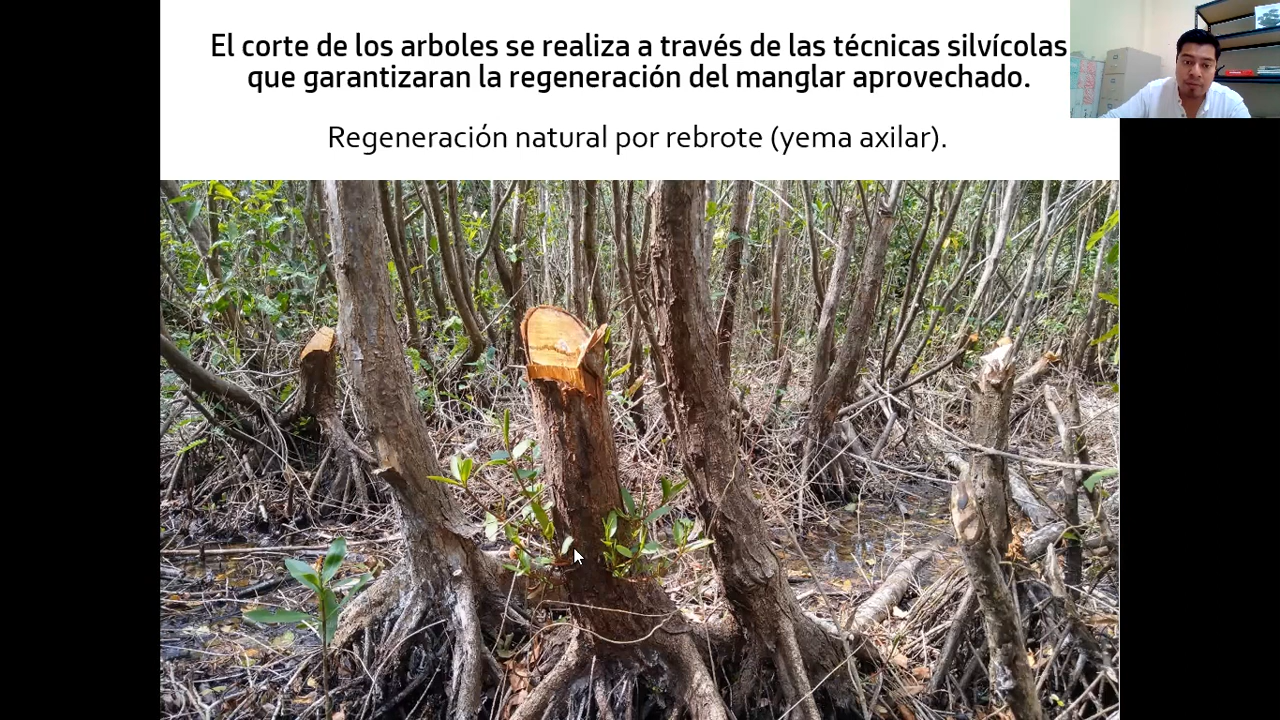 El corte de los arboles se realiza a través de las técnicas silvícolas
que garantizaran la regeneración del manglar aprovechado.
Regeneración natural por rebrote (yema axilar).